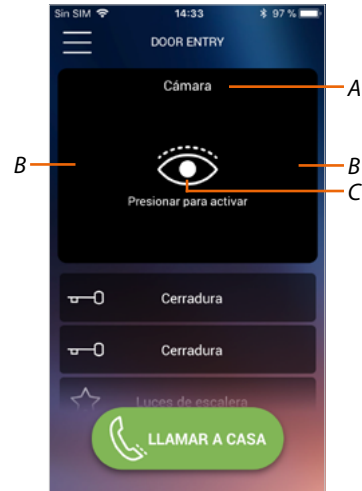 Sin SIM 14:33 97 %
DOOR ENTRY
Cámara
A
B
B
C
Presionar para activar
Cerradura
Cerradura
Luces de escalera
LLAMAR A CASA